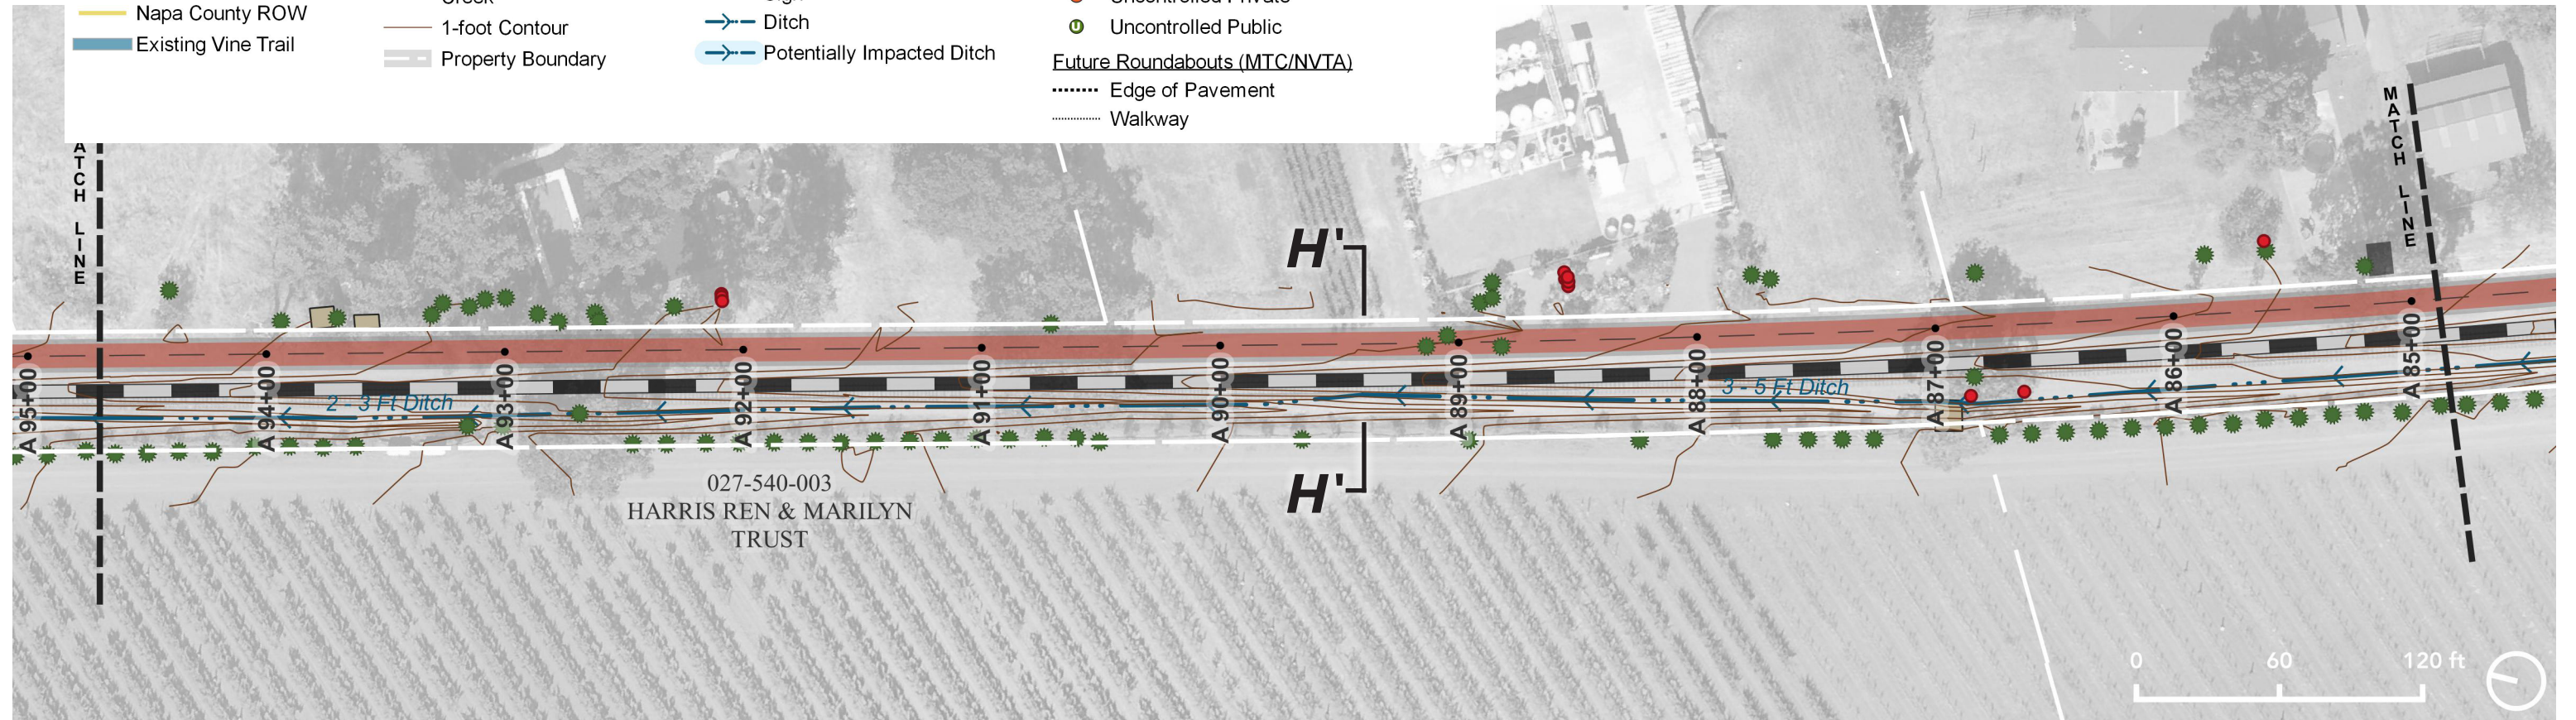 Napa County ROW
Existing Vine Trail
1-foot Contour
Property Boundary
Ditch
Potentially Impacted Ditch
Uncontrolled Private
U Uncontrolled Public
Future Roundabouts (MTC/NVTA)
Edge of Pavement
Walkway
MATCH LINE
H'
A 95+00
A 94+00
A 93+00
A 92+00
A 91+00
A 90+00
A 89+00
A 88+00
A 87+00
A 86+00
A 85+00
2 - 3 Ft Ditch
3 - 5 Ft Ditch
027-540-003
HARRIS REN & MARILYN
TRUST
H'
0 60 120 ft